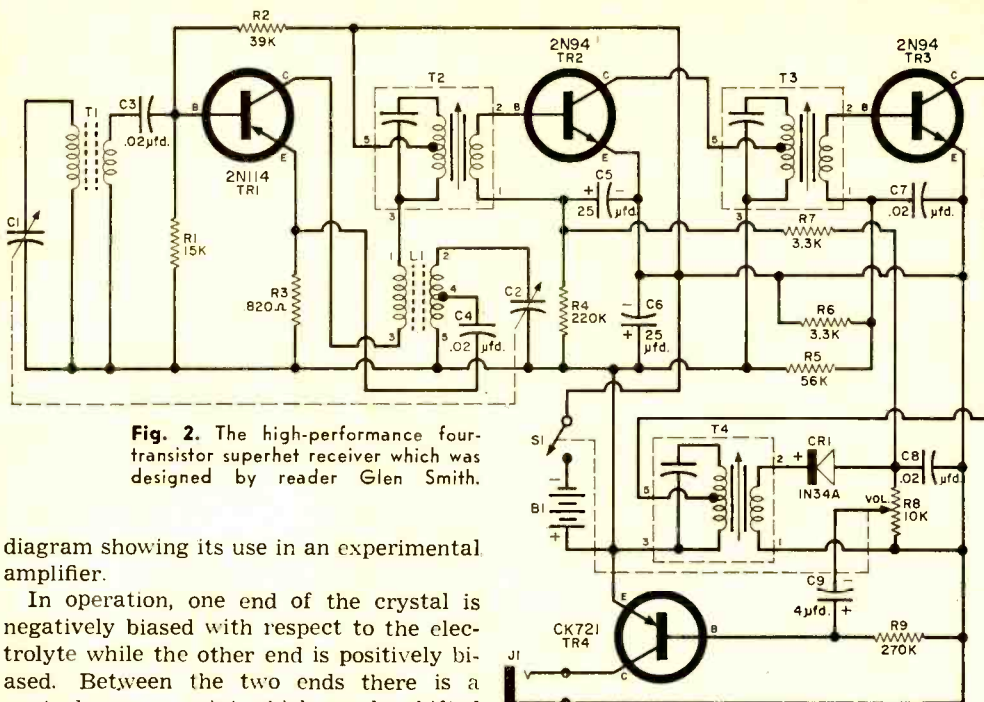 R2
39K
2N94
TR2
2N94
TR3
T2
T3
C
C
C
T1
C3
.02µfd.
B
5
2
B
5
2
B
E
2N114
TR1
E
E
C5
+ -
25 µfd.
1
3
1
3
C7
.02 µfd.
R7
3.3K
C1
R1
15K
R3
820Ω
1
L1
2
4
3
5
C4
.02 µfd.
C2
R4
220K
-
C6
+ 25
µfd.
R6
3.3K
R5
56K
Fig. 2. The high-performance four-
transistor superhet receiver which was
designed by reader Glen Smith.
S1
-
B1
+
T4
5
2
3
1
CR1
+
1N34A
C8
.02 µfd.
VOL.
R8
10K
C9
-
4µfd. +
E
CK721
TR4
B
C
R9
270K
J1
diagram showing its use in an experimental
amplifier.
In operation, one end of the crystal is
negatively biased with respect to the elec-
trolyte while the other end is positively bi-
ased. Between the two ends there is a